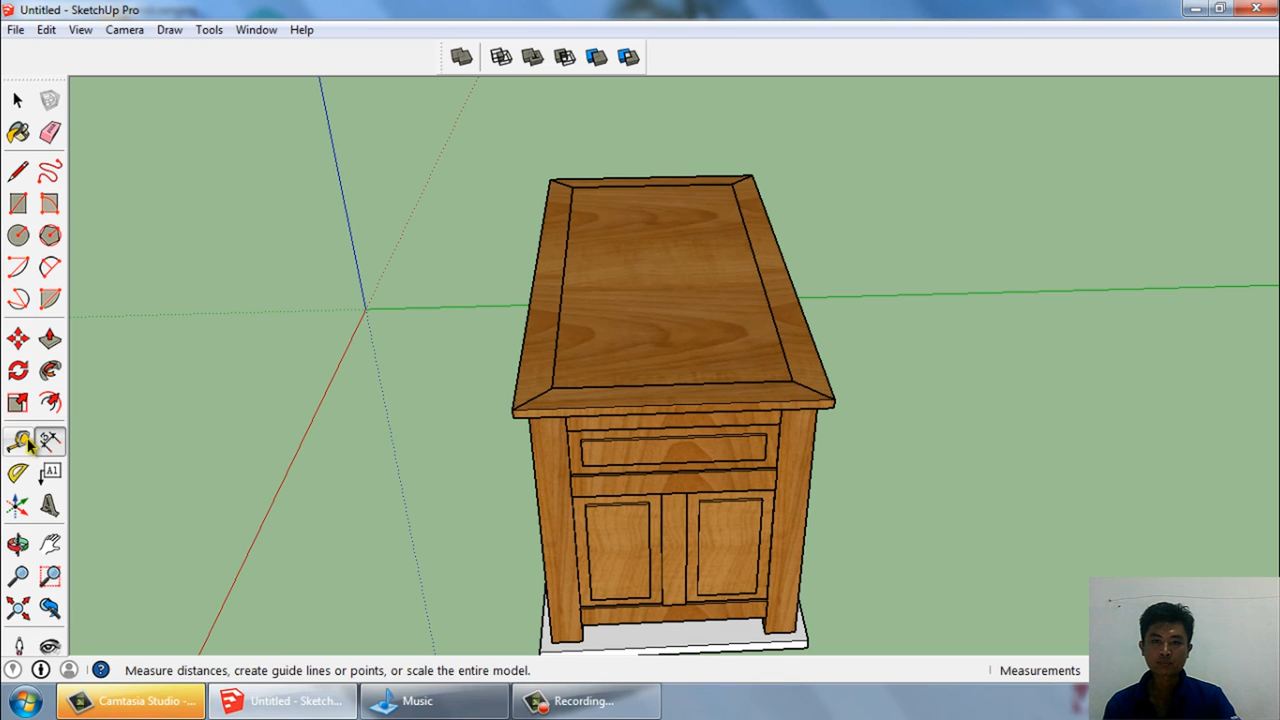 Untitled - SketchUp Pro
File Edit View Camera Draw Tools Window Help
A1
Measure distances, create guide lines or points, or scale the entire model.
Measurements
Camtasia Studio -...
Untitled - Sketch...
Music
Recording...